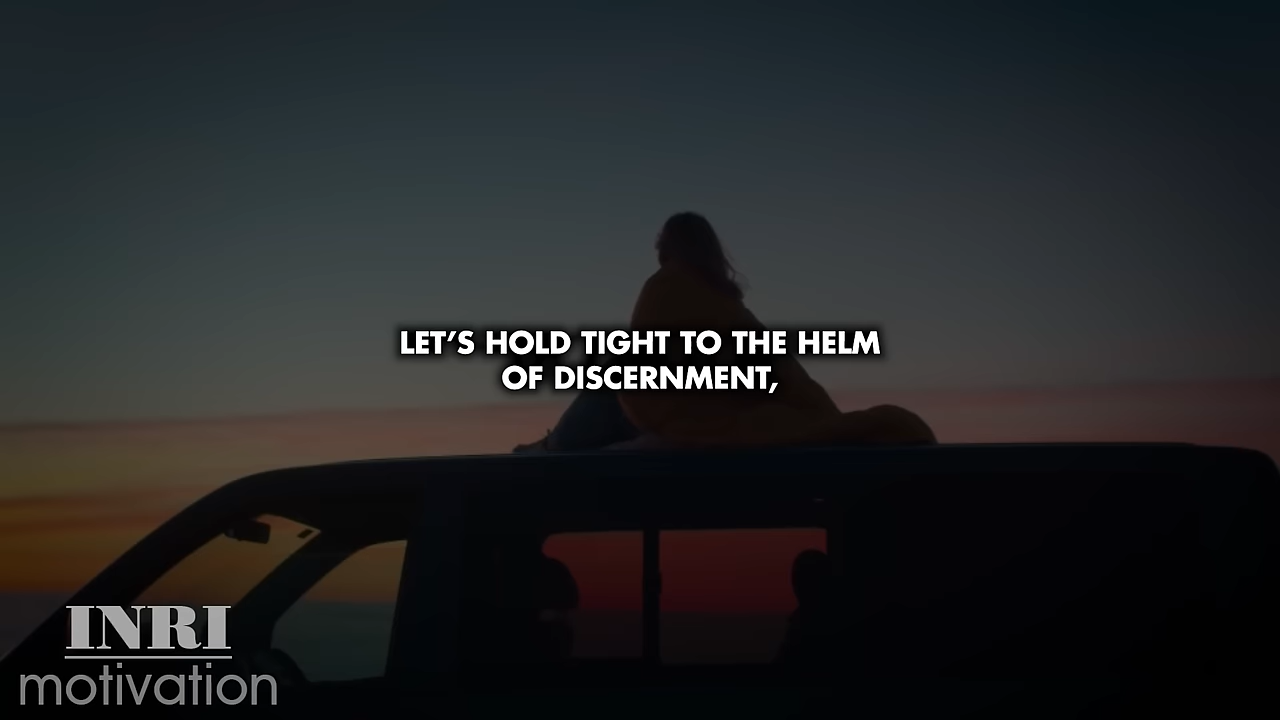 LET'S HOLD TIGHT TO THE HELM
OF DISCERNMENT,
INRI
motivation